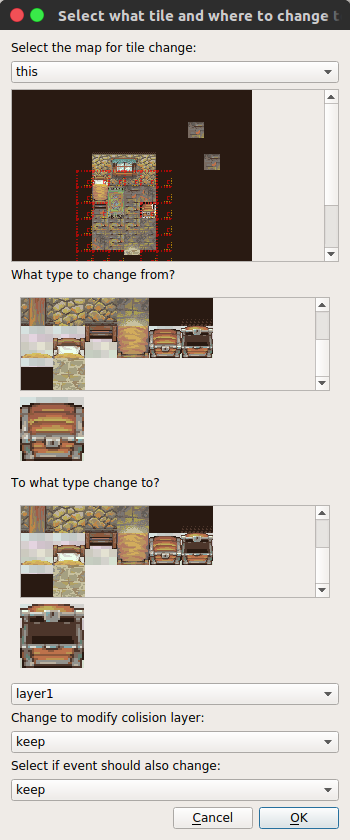 Select what tile and where to change t
Select the map for tile change:
this
What type to change from?
To what type change to?
layer1
Change to modify colision layer:
keep
Select if event should also change:
keep
Cancel OK